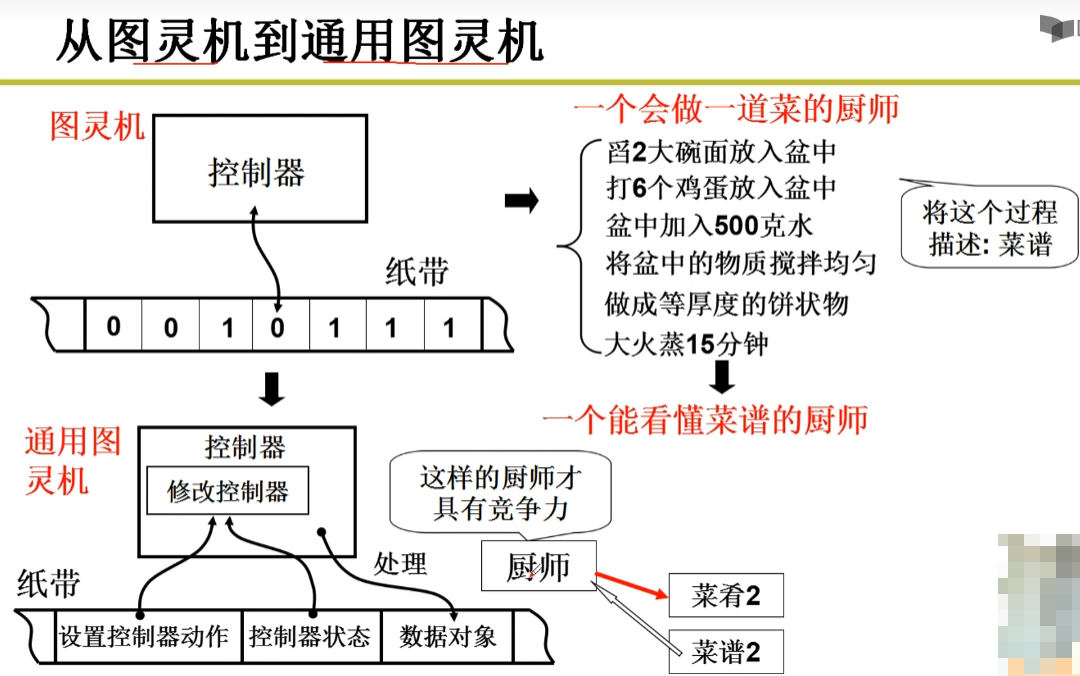 从图灵机到通用图灵机
图灵机
控制器
纸带
0 0 1 0 1 1 1
一个会做一道菜的厨师
舀2大碗面放入盆中
打6个鸡蛋放入盆中
盆中加入500克水
将盆中的物质搅拌均匀
做成等厚度的饼状物
大火蒸15分钟
将这个过程
描述: 菜谱
一个能看懂菜谱的厨师
通用图
灵机
控制器
修改控制器
处理
纸带
设置控制器动作 控制器状态 数据对象
这样的厨师才
具有竞争力
厨师
菜肴2
菜谱2